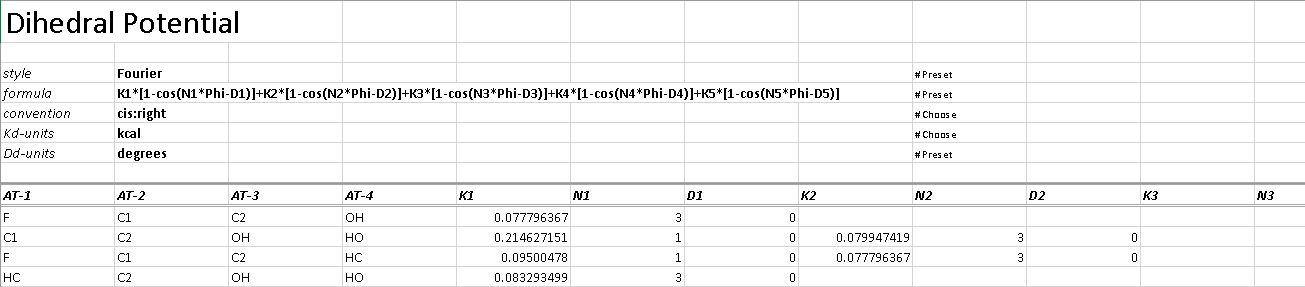 Dihedral Potential
style Fourier # Preset
formula K1*[1-cos(N1*Phi-D1)]+K2*[1-cos(N2*Phi-D2)]+K3*[1-cos(N3*Phi-D3)]+K4*[1-cos(N4*Phi-D4)]+K5*[1-cos(N5*Phi-D5)] # Preset
convention cis:right # Choose
Kd-units kcal # Choose
Dd-units degrees # Preset
AT-1 AT-2 AT-3 AT-4 K1 N1 D1 K2 N2 D2 K3 N3
F C1 C2 OH 0.077796367 3 0
C1 C2 OH HO 0.214627151 1 0 0.079947419 3 0
F C1 C2 HC 0.09500478 1 0 0.077796367 3 0
HC C2 OH HO 0.083293499 3 0